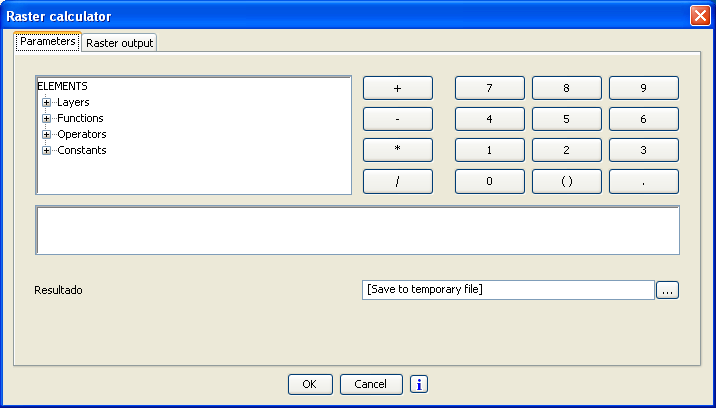 Raster calculator
Parameters Raster output
ELEMENTS
Layers
Functions
Operators
Constants
+ 7 8 9
- 4 5 6
* 1 2 3
/ 0 ( ) .
Resultado [Save to temporary file] ...
OK Cancel i